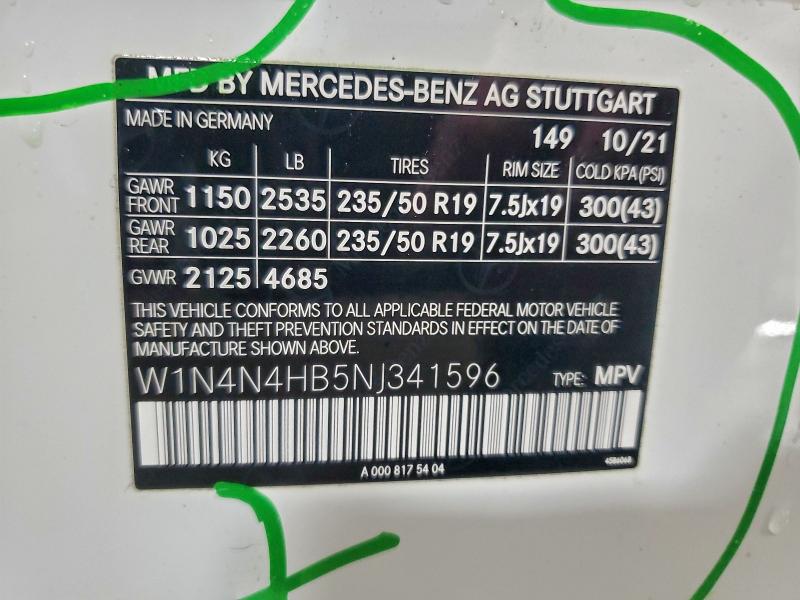 MFD BY MERCEDES-BENZ AG STUTTGART
MADE IN GERMANY 149 10/21
KG LB TIRES RIM SIZE COLD KPA (PSI)
GAWR FRONT 1150 2535 235/50 R19 7.5Jx19 300(43)
GAWR REAR 1025 2260 235/50 R19 7.5Jx19 300(43)
GVWR 2125 4685
THIS VEHICLE CONFORMS TO ALL APPLICABLE FEDERAL MOTOR VEHICLE
SAFETY AND THEFT PREVENTION STANDARDS IN EFFECT ON THE DATE OF
MANUFACTURE SHOWN ABOVE.
W1N4N4HB5NJ341596 TYPE: MPV
A 000 817 54 04